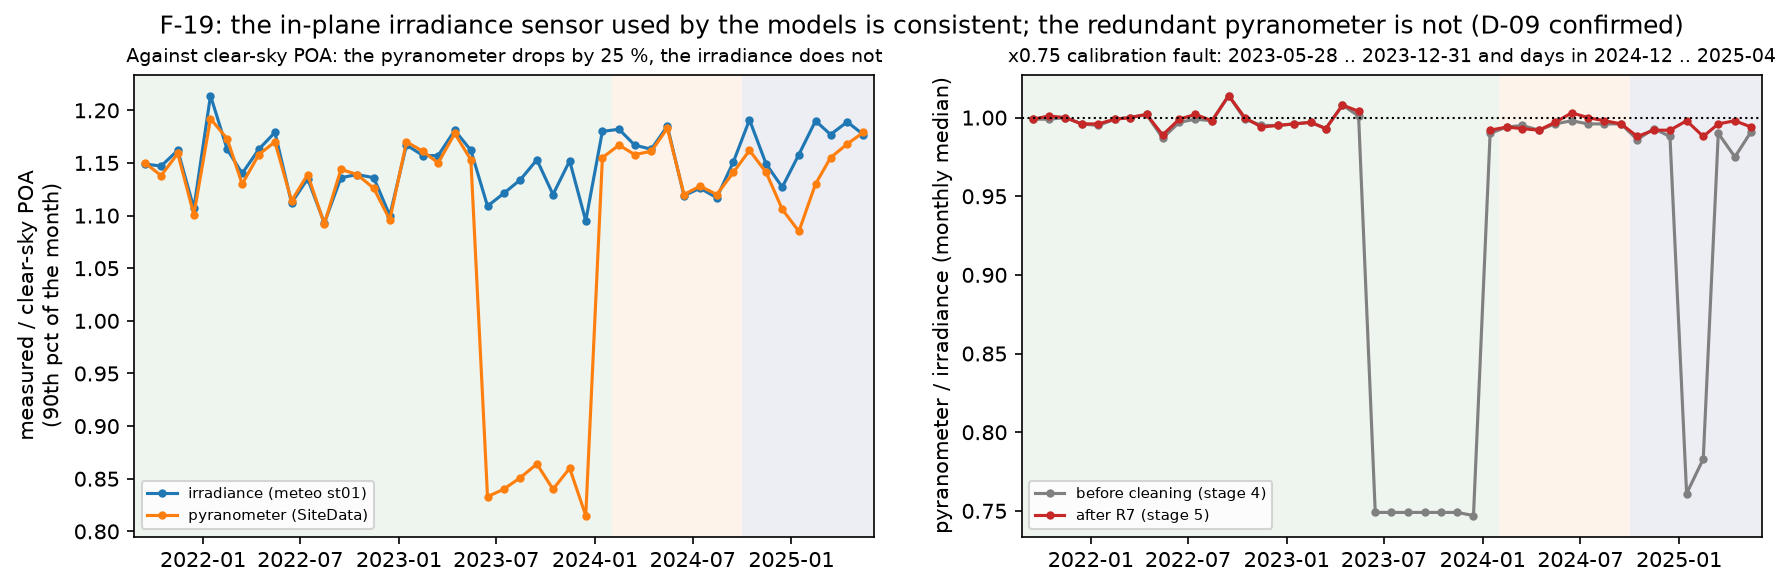 F-19: the in-plane irradiance sensor used by the models is consistent; the redundant pyranometer is not (D-09 confirmed)
Against clear-sky POA: the pyranometer drops by 25 %, the irradiance does not
measured / clear-sky POA
(90th pct of the month)
1.20
1.15
1.10
1.05
1.00
0.95
0.90
0.85
0.80
irradiance (meteo st01)
pyranometer (SiteData)
2022-01 2022-07 2023-01 2023-07 2024-01 2024-07 2025-01
x0.75 calibration fault: 2023-05-28 .. 2023-12-31 and days in 2024-12 .. 2025-04
pyranometer / irradiance (monthly median)
1.00
0.95
0.90
0.85
0.80
0.75
before cleaning (stage 4)
after R7 (stage 5)
2022-01 2022-07 2023-01 2023-07 2024-01 2024-07 2025-01